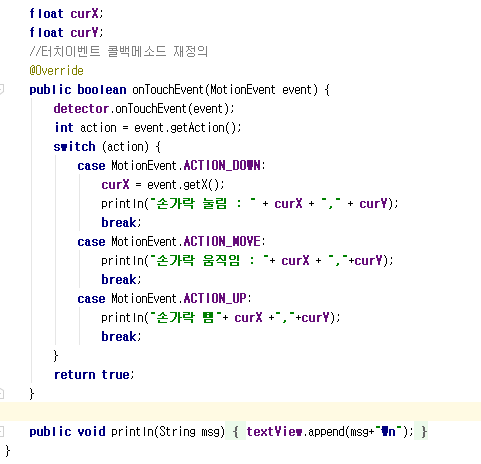 float curX;
float curY;
//터치이벤트 콜백메소드 재정의
@Override
public boolean onTouchEvent(MotionEvent event) {
detector.onTouchEvent(event);
int action = event.getAction();
switch (action) {
case MotionEvent.ACTION_DOWN:
curX = event.getX();
println("손가락 눌림 : " + curX + "," + curY);
break;
case MotionEvent.ACTION_MOVE:
println("손가락 움직임 : "+ curX + ","+curY);
break;
case MotionEvent.ACTION_UP:
println("손가락 뗌"+ curX +","+curY);
break;
}
return true;
}
public void println(String msg) { textView.append(msg+"₩n"); }
}